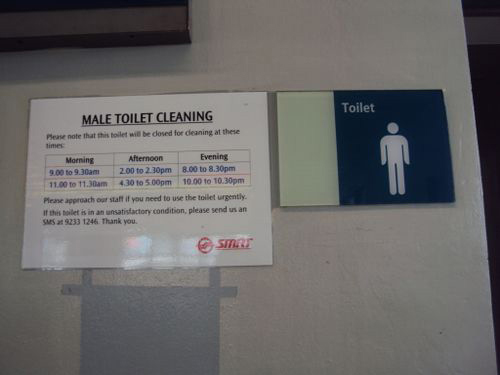 MALE TOILET CLEANING
Please note that this toilet will be closed for cleaning at these
times:
Morning Afternoon Evening
9.00 to 9.30am 2.00 to 2.30pm 8.00 to 8.30pm
11.00 to 11.30am 4.30 to 5.00pm 10.00 to 10.30pm
Please approach our staff if you need to use the toilet urgently.
If this toilet is in an unsatisfactory condition, please send us an
SMS at 9233 1246. Thank you.
SMRT
Toilet